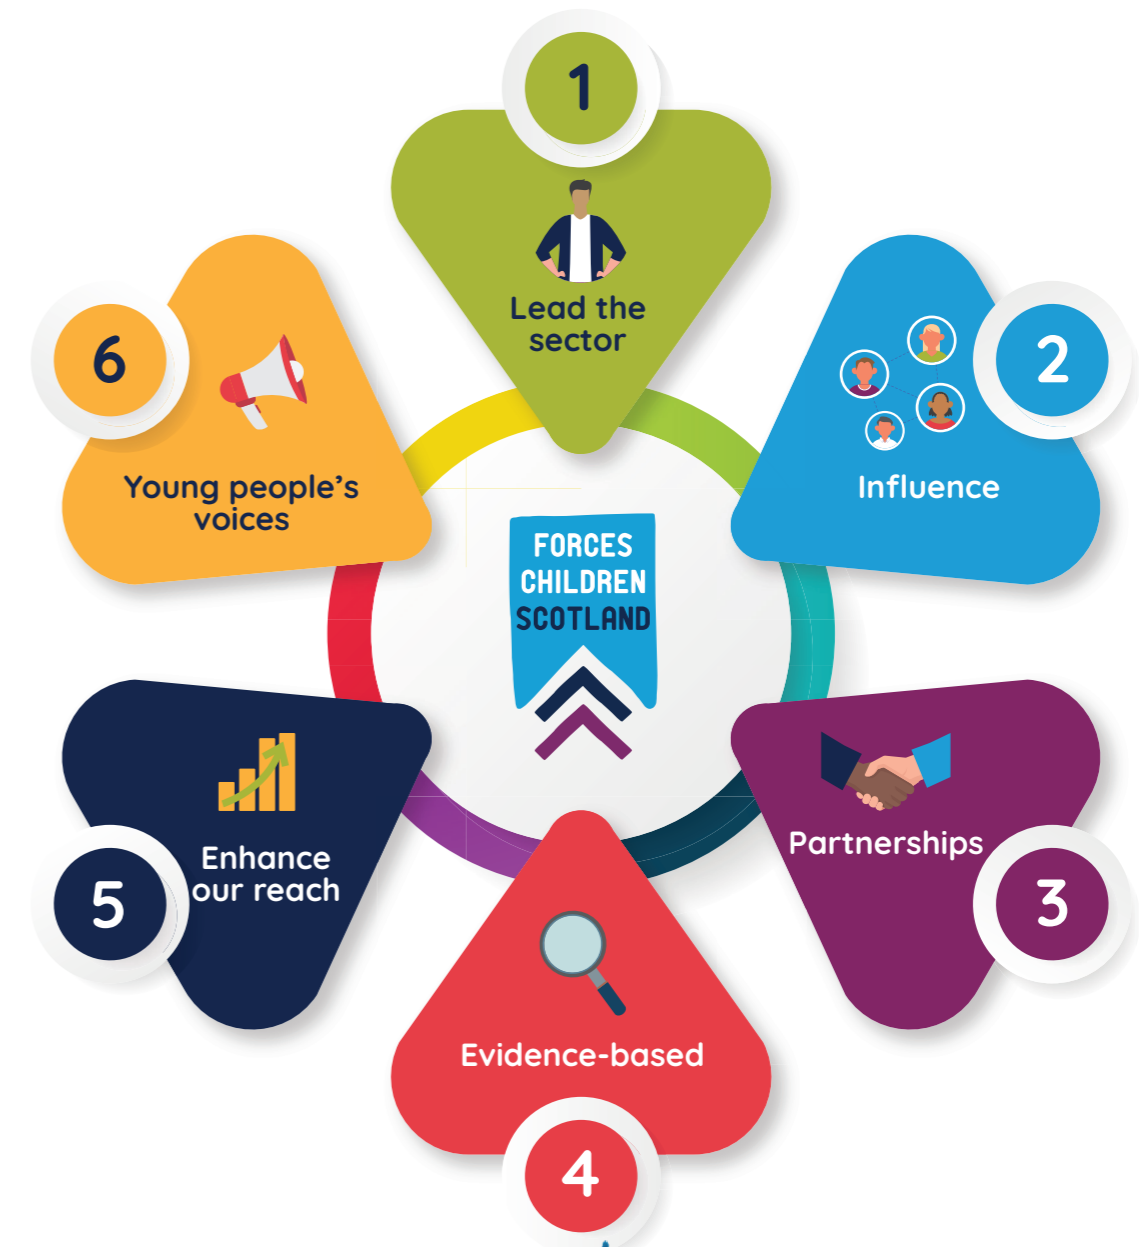 1
Lead the
sector
2
Influence
3
Partnerships
4
Evidence-based
5
Enhance
our reach
6
Young people’s
voices
FORCES
CHILDREN
SCOTLAND